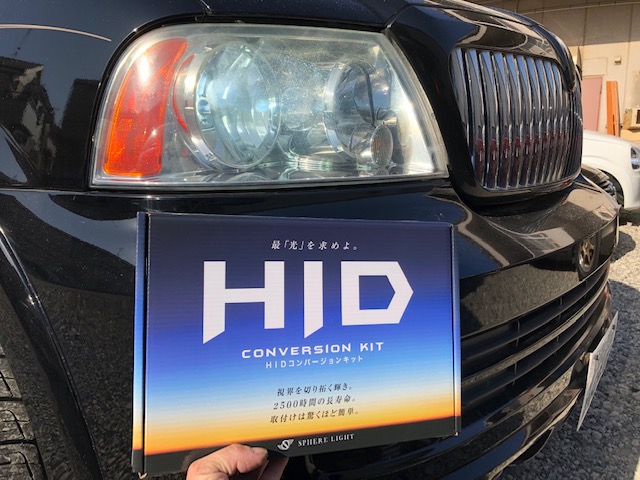 最「光」を求めよ。
HID
CONVERSION KIT
HIDコンバージョンキット
視界を切り拓く輝き。
2500時間の長寿命。
取付けは驚くほど簡単。
SPHERE LIGHT